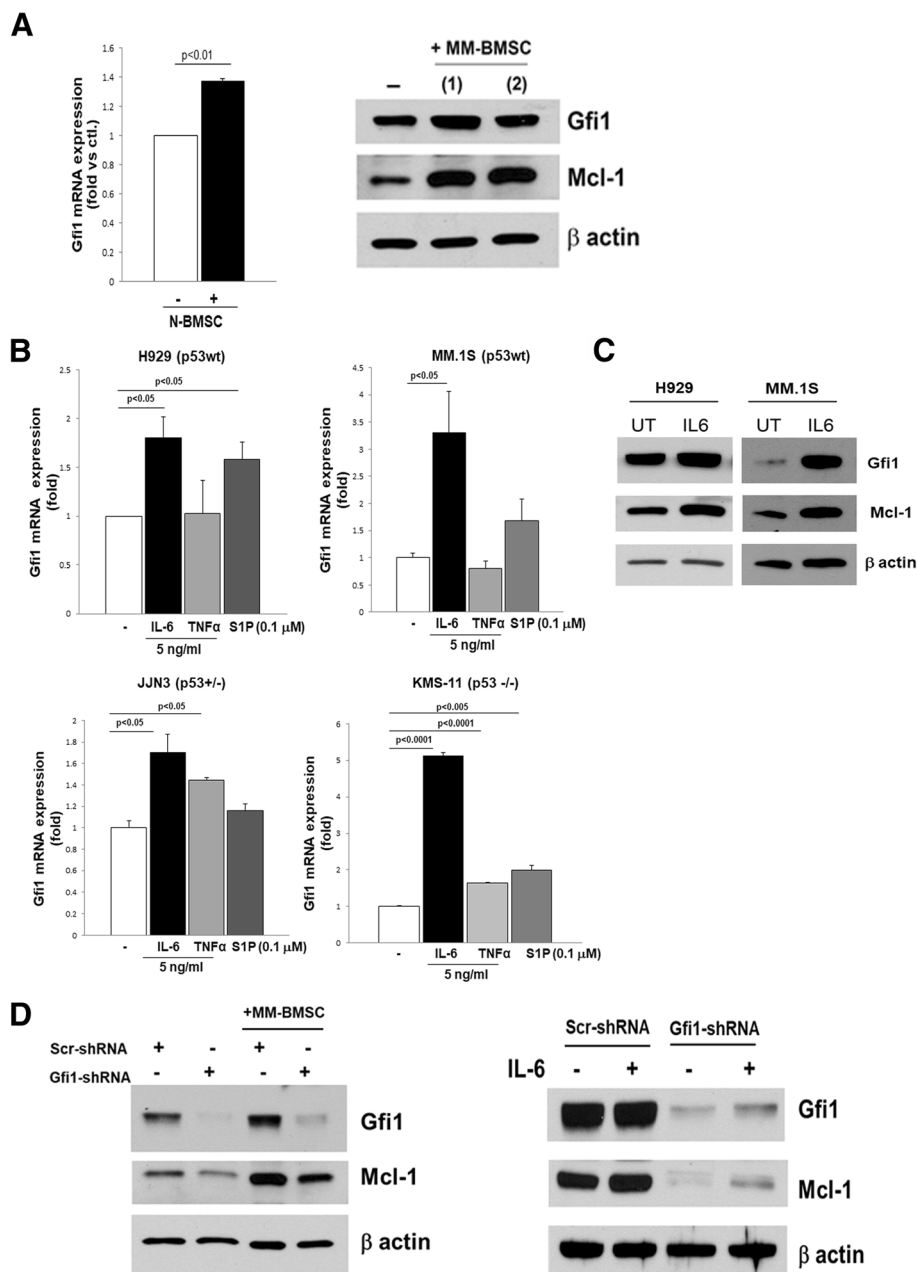 A
Gfi1 mRNA expression
(fold vs ctl.)
1.6
1.4
1.2
1
0.8
0.6
0.4
0.2
0
p<0.01
- +
N-BMSC
+ MM-BMSC
– (1) (2)
Gfi1
Mcl-1
β actin
B
H929 (p53wt)
Gfi1 mRNA expression
(fold)
2.5
2
1.5
1
0.5
0
p<0.05
p<0.05
- IL-6 TNFα S1P (0.1 μM)
5 ng/ml
MM.1S (p53wt)
Gfi1 mRNA expression
(fold)
4.5
4
3.5
3
2.5
2
1.5
1
0.5
0
p<0.05
- IL-6 TNFα S1P (0.1 μM)
5 ng/ml
JJN3 (p53+/-)
Gfi1 mRNA expression
(fold)
2
1.8
1.6
1.4
1.2
1
0.8
0.6
0.4
0.2
0
p<0.05
p<0.05
- IL-6 TNFα S1P (0.1 μM)
5 ng/ml
KMS-11 (p53 -/-)
Gfi1 mRNA expression
(fold)
6
5
4
3
2
1
0
p<0.005
p<0.0001
p<0.0001
- IL-6 TNFα S1P (0.1 μM)
5 ng/ml
C
H929 MM.1S
UT IL6 UT IL6
Gfi1
Mcl-1
β actin
D
+MM-BMSC
Scr-shRNA + - + -
Gfi1-shRNA - + - +
Gfi1
Mcl-1
β actin
Scr-shRNA Gfi1-shRNA
IL-6 - + - +
Gfi1
Mcl-1
β actin